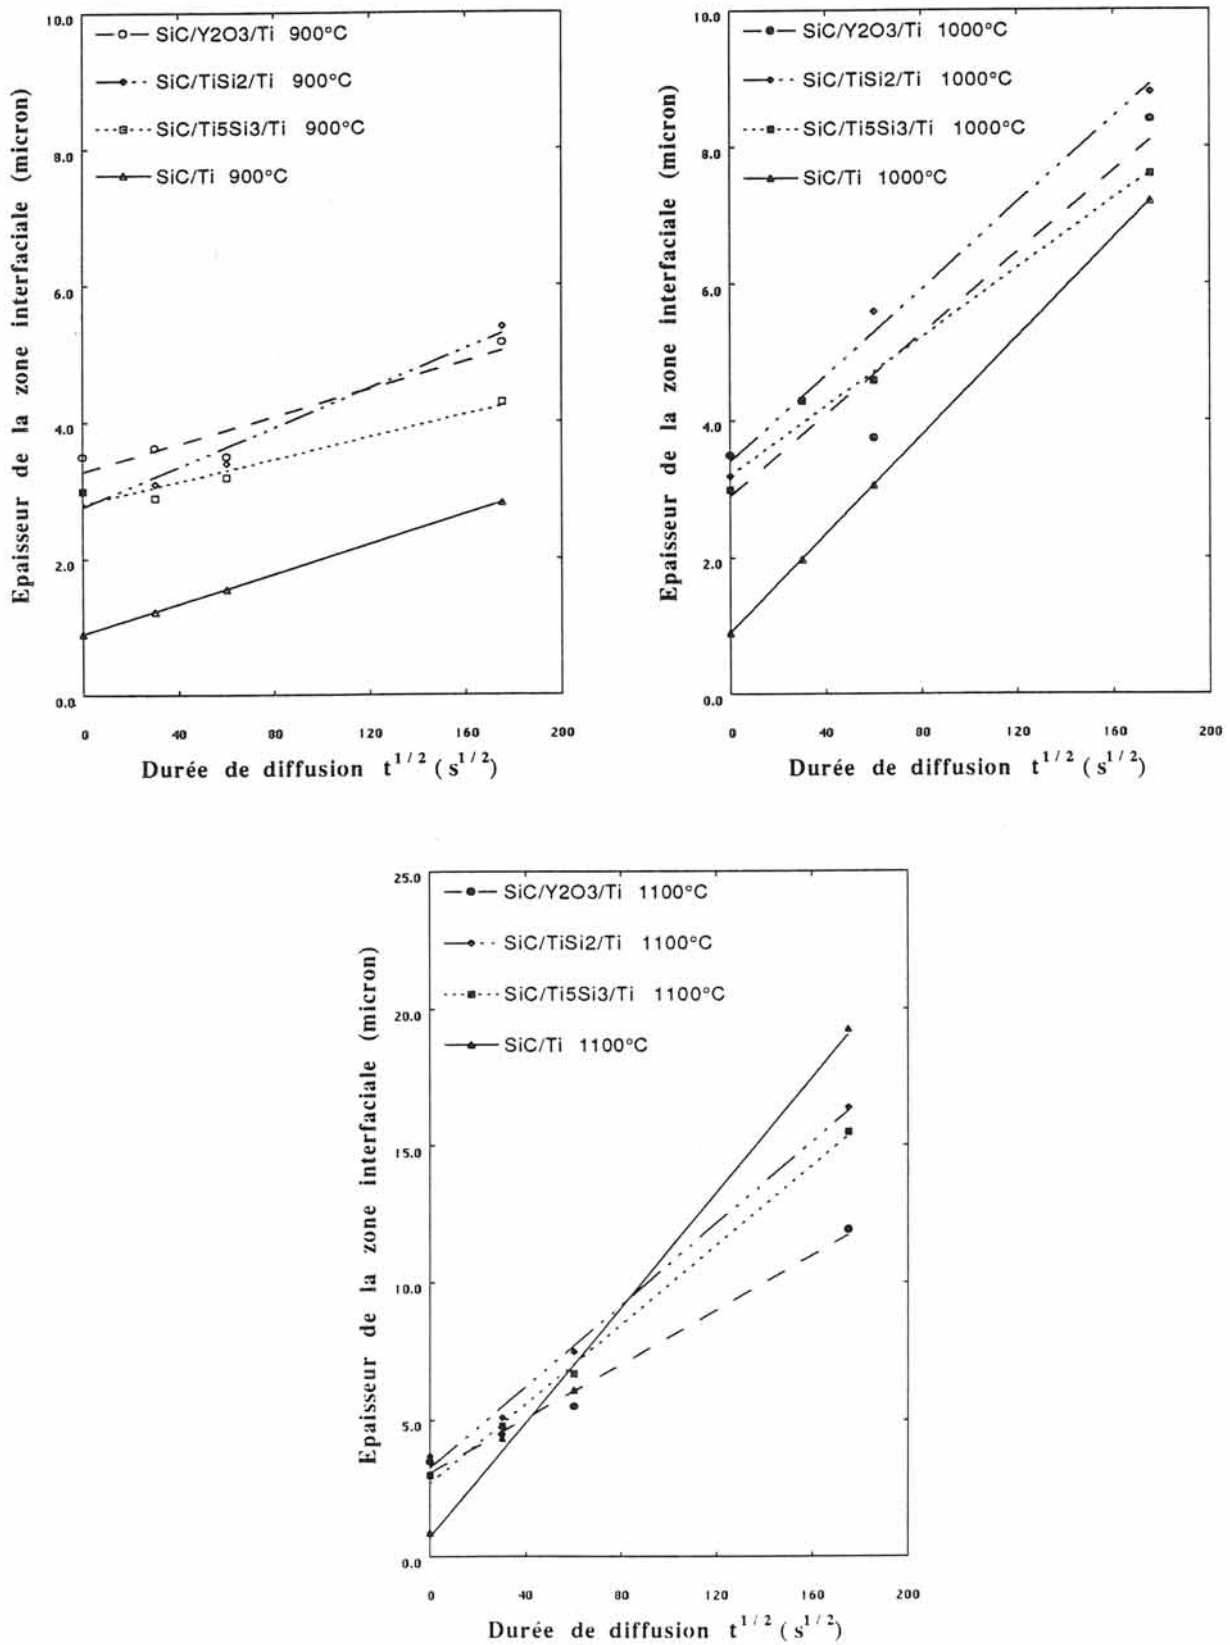 10.0
SiC/Y2O3/Ti 900°C
SiC/TiSi2/Ti 900°C
SiC/Ti5Si3/Ti 900°C
SiC/Ti 900°C
8.0
6.0
4.0
2.0
0.0
0 40 80 120 160 200
Epaisseur de la zone interfaciale (micron)
Durée de diffusion t^1/2 (s^1/2)
10.0
SiC/Y2O3/Ti 1000°C
SiC/TiSi2/Ti 1000°C
SiC/Ti5Si3/Ti 1000°C
SiC/Ti 1000°C
8.0
6.0
4.0
2.0
0.0
0 40 80 120 160 200
Epaisseur de la zone interfaciale (micron)
Durée de diffusion t^1/2 (s^1/2)
25.0
SiC/Y2O3/Ti 1100°C
SiC/TiSi2/Ti 1100°C
SiC/Ti5Si3/Ti 1100°C
SiC/Ti 1100°C
20.0
15.0
10.0
5.0
0.0
0 40 80 120 160 200
Epaisseur de la zone interfaciale (micron)
Durée de diffusion t^1/2 (s^1/2)